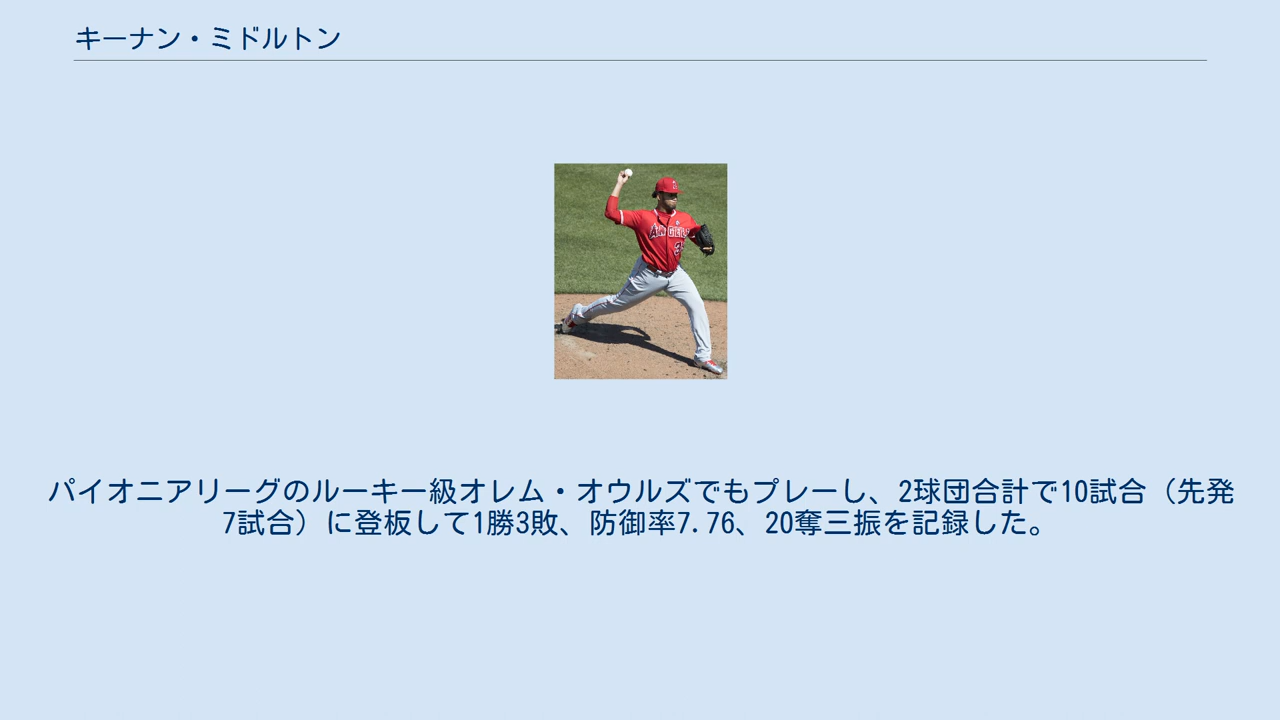 キーナン・ミドルトン
パイオニアリーグのルーキー級オレム・オウルズでもプレーし、2球団合計で10試合（先発
7試合）に登板して1勝3敗、防御率7.76、20奪三振を記録した。